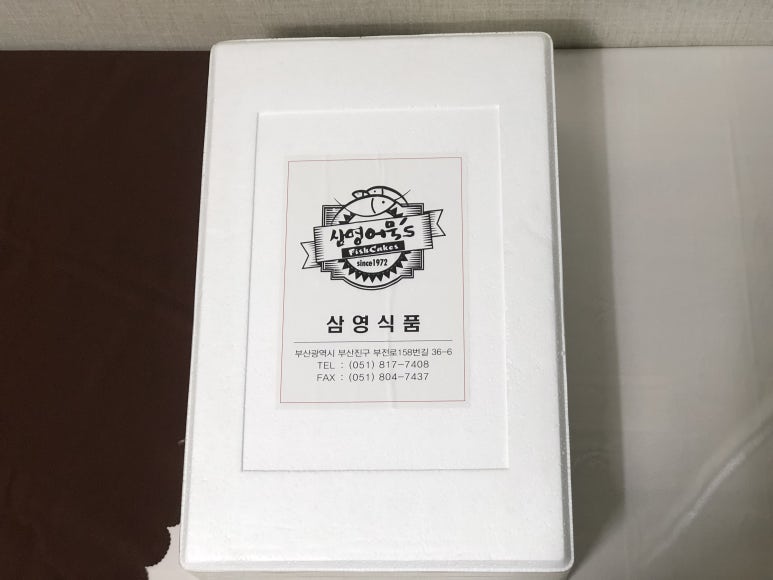 삼영어묵's
FishCakes
since1972
삼영식품
부산광역시 부산진구 부전로158번길 36-6
TEL : (051) 817-7408
FAX : (051) 804-7437